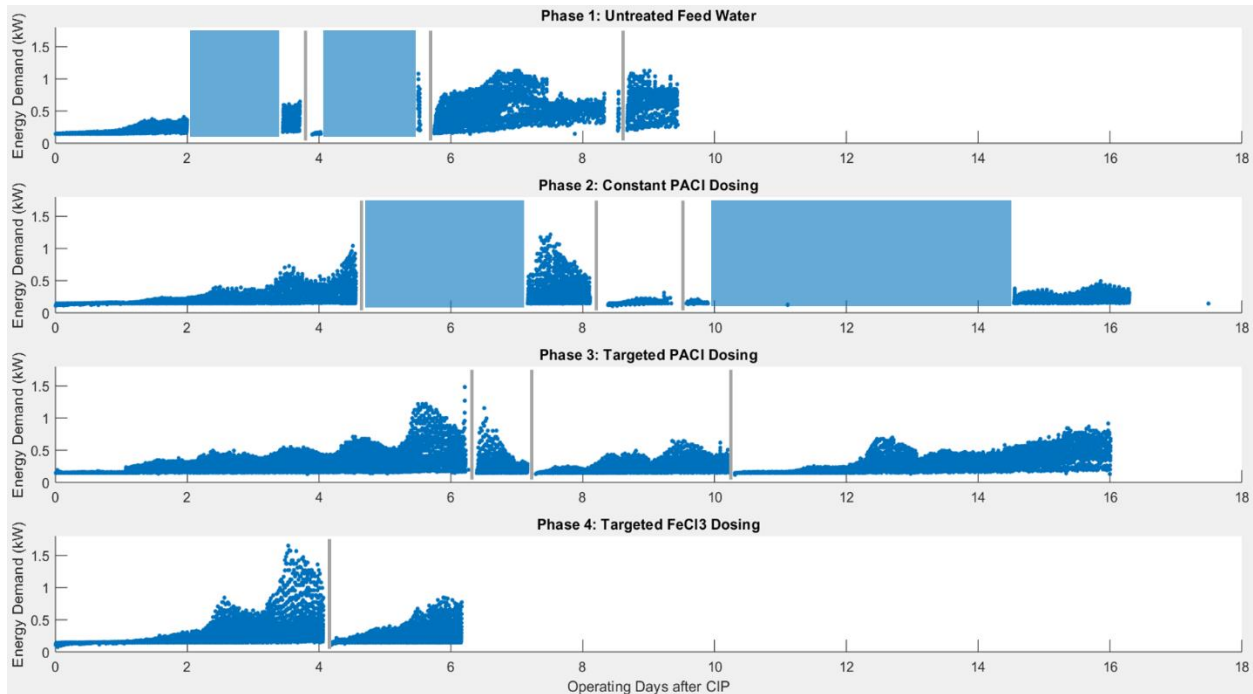 Phase 1: Untreated Feed Water
Energy Demand (kW)
1.5
1
0.5
0
0 2 4 6 8 10 12 14 16 18
Phase 2: Constant PACl Dosing
Energy Demand (kW)
1.5
1
0.5
0
0 2 4 6 8 10 12 14 16 18
Phase 3: Targeted PACl Dosing
Energy Demand (kW)
1.5
1
0.5
0
0 2 4 6 8 10 12 14 16 18
Phase 4: Targeted FeCl3 Dosing
Energy Demand (kW)
1.5
1
0.5
0
0 2 4 6 8 10 12 14 16 18
Operating Days after CIP